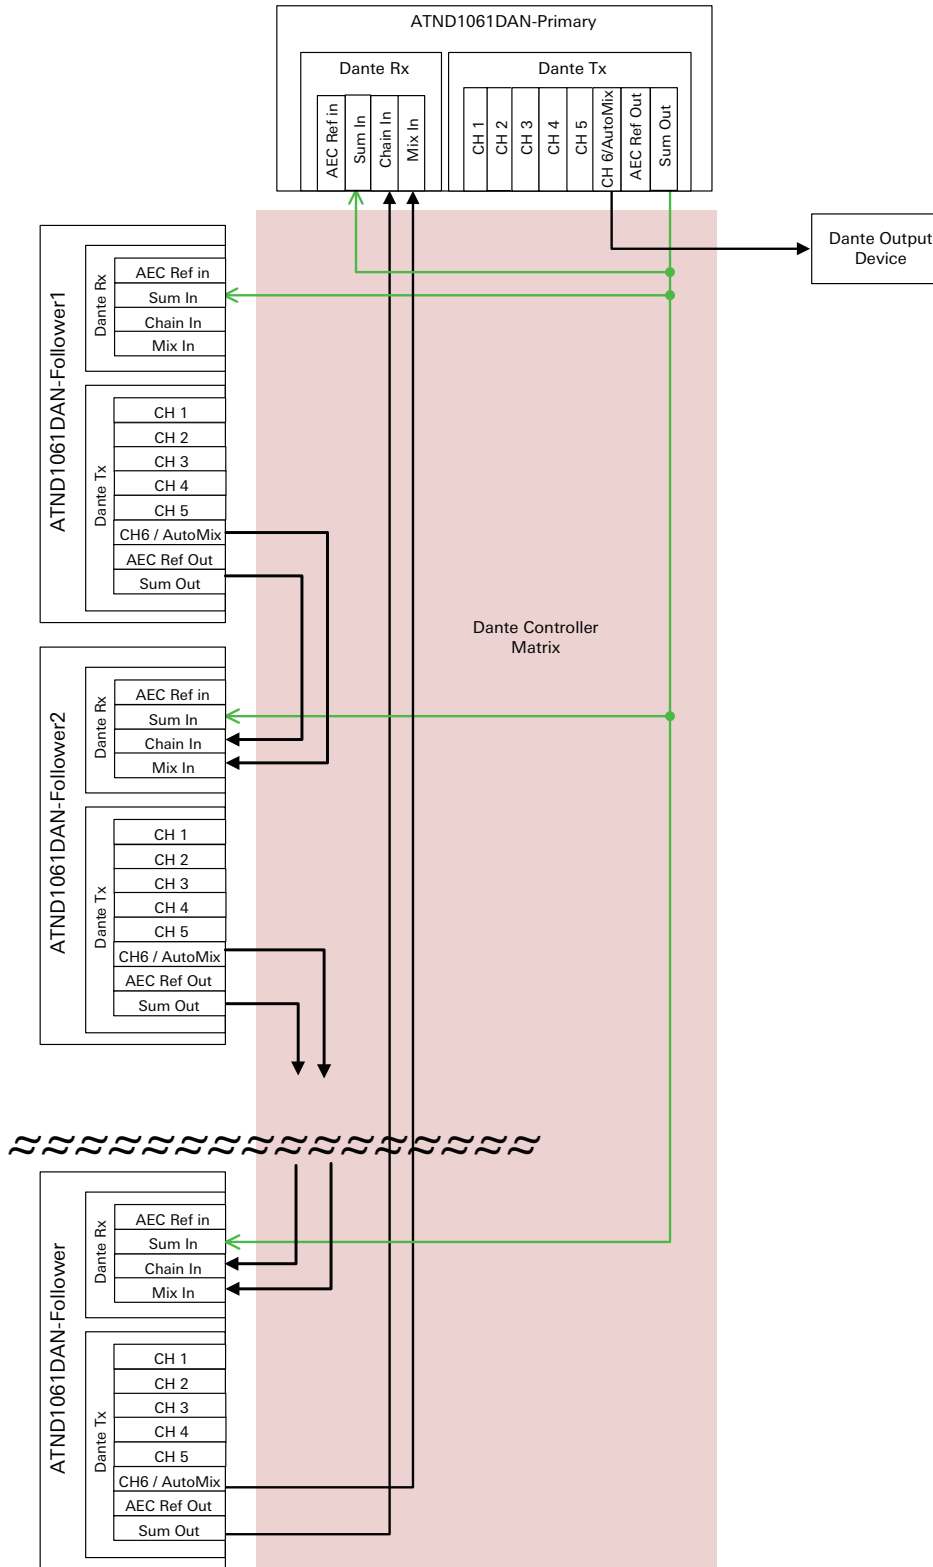 ATND1061DAN-Primary
Dante Rx
Dante Tx
AEC Ref in
Sum In
Chain In
Mix In
CH 1
CH 2
CH 3
CH 4
CH 5
CH 6/AutoMix
AEC Ref Out
Sum Out
Dante Output
Device
ATND1061DAN-Follower1
Dante Rx
AEC Ref in
Sum In
Chain In
Mix In
Dante Tx
CH 1
CH 2
CH 3
CH 4
CH 5
CH6 / AutoMix
AEC Ref Out
Sum Out
Dante Controller
Matrix
ATND1061DAN-Follower2
Dante Rx
AEC Ref in
Sum In
Chain In
Mix In
Dante Tx
CH 1
CH 2
CH 3
CH 4
CH 5
CH6 / AutoMix
AEC Ref Out
Sum Out
ATND1061DAN-Follower
Dante Rx
AEC Ref in
Sum In
Chain In
Mix In
Dante Tx
CH 1
CH 2
CH 3
CH 4
CH 5
CH6 / AutoMix
AEC Ref Out
Sum Out